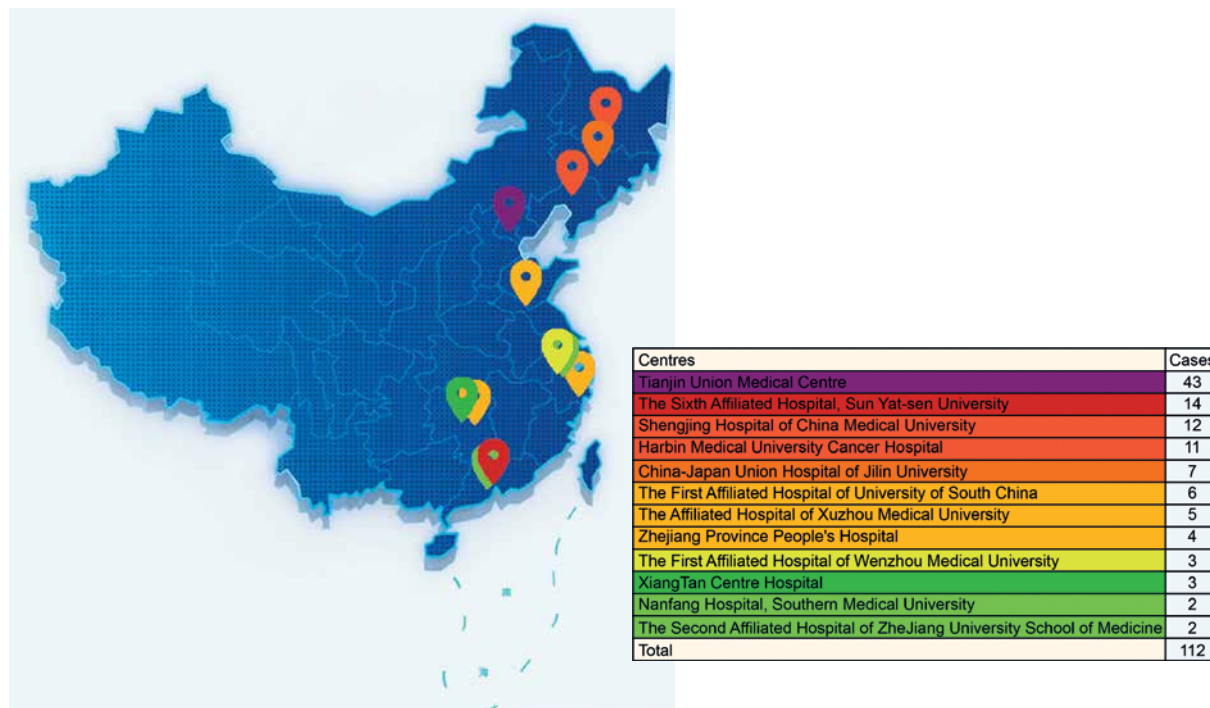 Centres Cases
Tianjin Union Medical Centre 43
The Sixth Affiliated Hospital, Sun Yat-sen University 14
Shengjing Hospital of China Medical University 12
Harbin Medical University Cancer Hospital 11
China-Japan Union Hospital of Jilin University 7
The First Affiliated Hospital of University of South China 6
The Affiliated Hospital of Xuzhou Medical University 5
Zhejiang Province People's Hospital 4
The First Affiliated Hospital of Wenzhou Medical University 3
XiangTan Centre Hospital 3
Nanfang Hospital, Southern Medical University 2
The Second Affiliated Hospital of ZheJiang University School of Medicine 2
Total 112
南
海